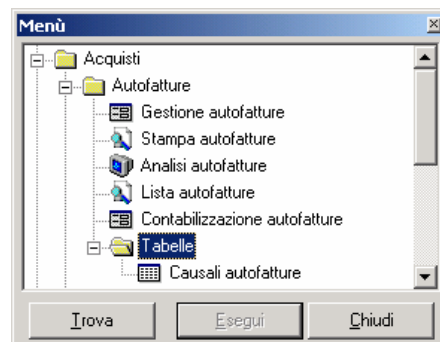 Menù
Acquisti
Autofatture
Gestione autofatture
Stampa autofatture
Analisi autofatture
Lista autofatture
Contabilizzazione autofatture
Tabelle
Causali autofatture
Trova Esegui Chiudi